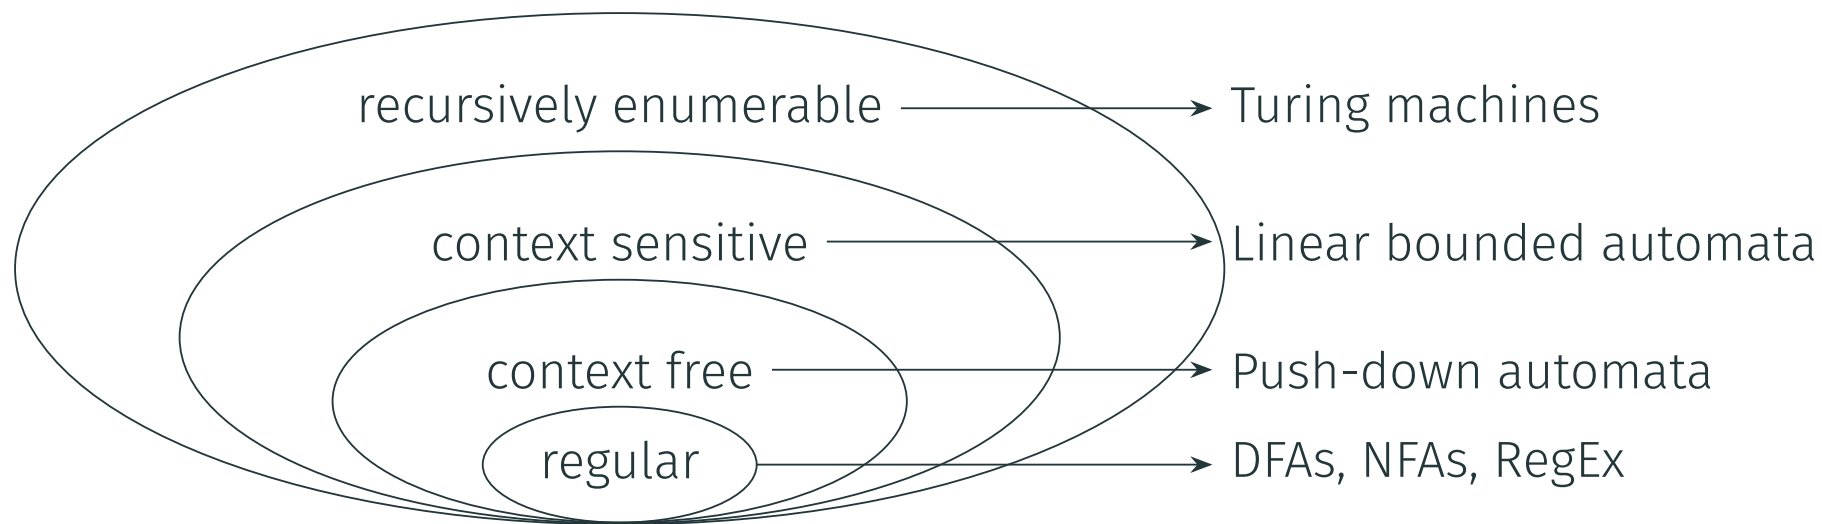 recursively enumerable Turing machines
context sensitive Linear bounded automata
context free Push-down automata
regular DFAs, NFAs, RegEx